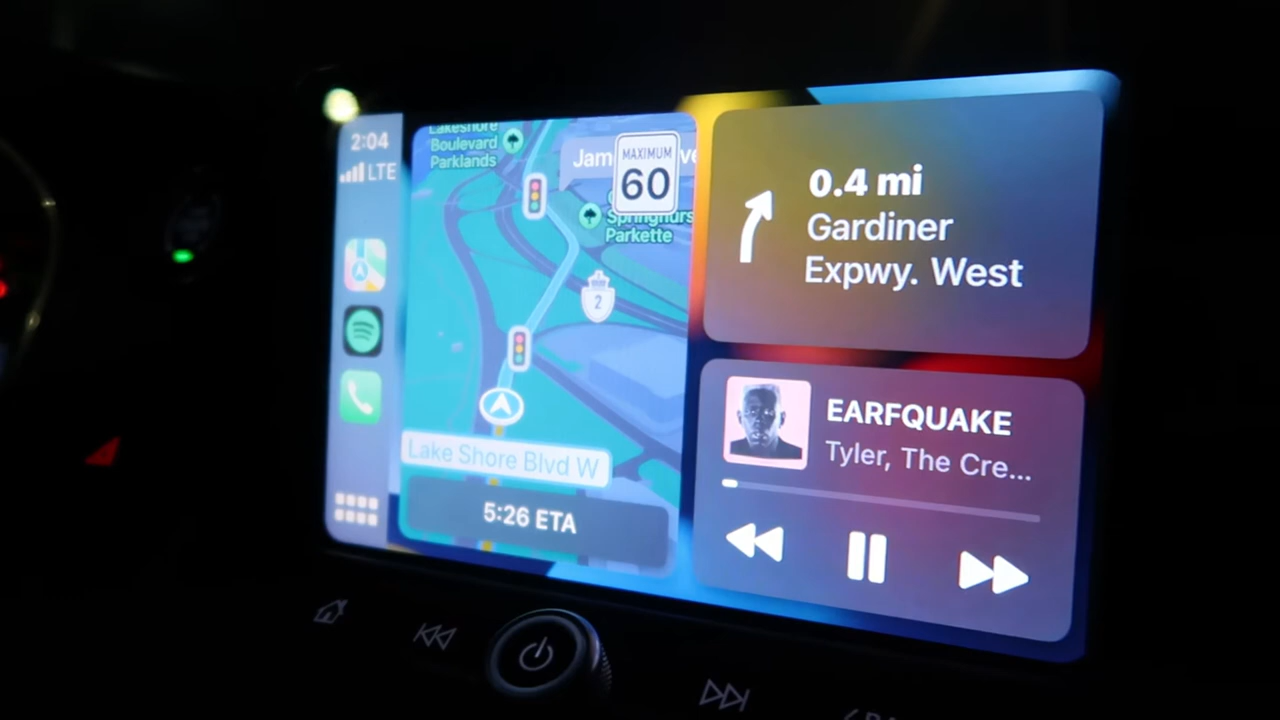 2:04
LTE
Lakeshore
Boulevard
Parklands
MAXIMUM
60
2
Parkette
Lake Shore Blvd W
5:26 ETA
0.4 mi
Gardiner
Expwy. West
EARFQUAKE
Tyler, The Cre...